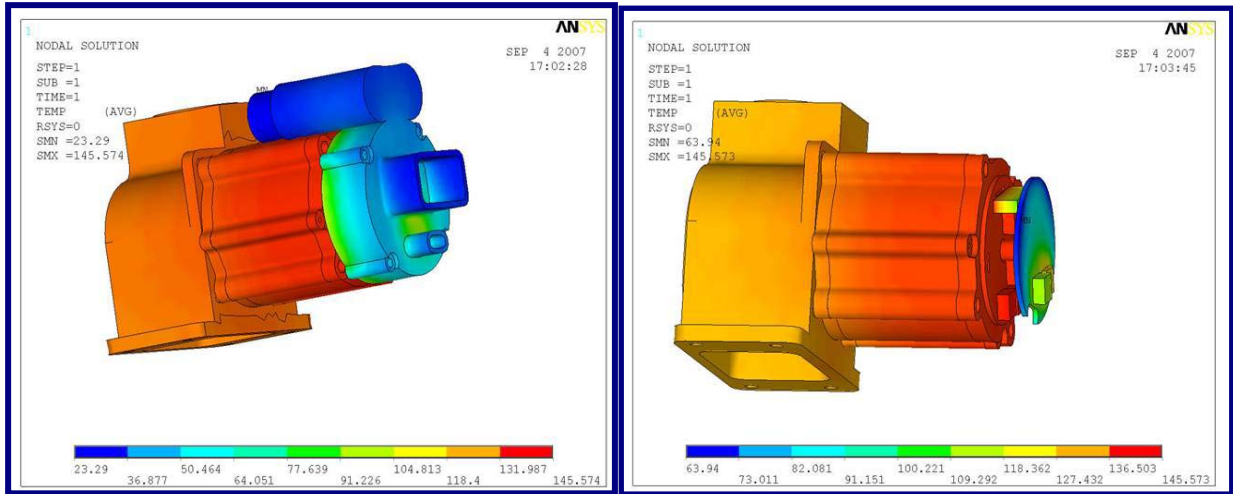 1
ANSYS
NODAL SOLUTION
SEP 4 2007
17:02:28
STEP=1
SUB =1
TIME=1
TEMP (AVG)
RSYS=0
SMN =23.29
SMX =145.574
MN
23.29 50.464 77.639 104.813 131.987
36.877 64.051 91.226 118.4 145.574
1
ANSYS
NODAL SOLUTION
SEP 4 2007
17:03:45
STEP=1
SUB =1
TIME=1
TEMP (AVG)
RSYS=0
SMN =63.94
SMX =145.573
MN
63.94 82.081 100.221 118.362 136.503
73.011 91.151 109.292 127.432 145.573